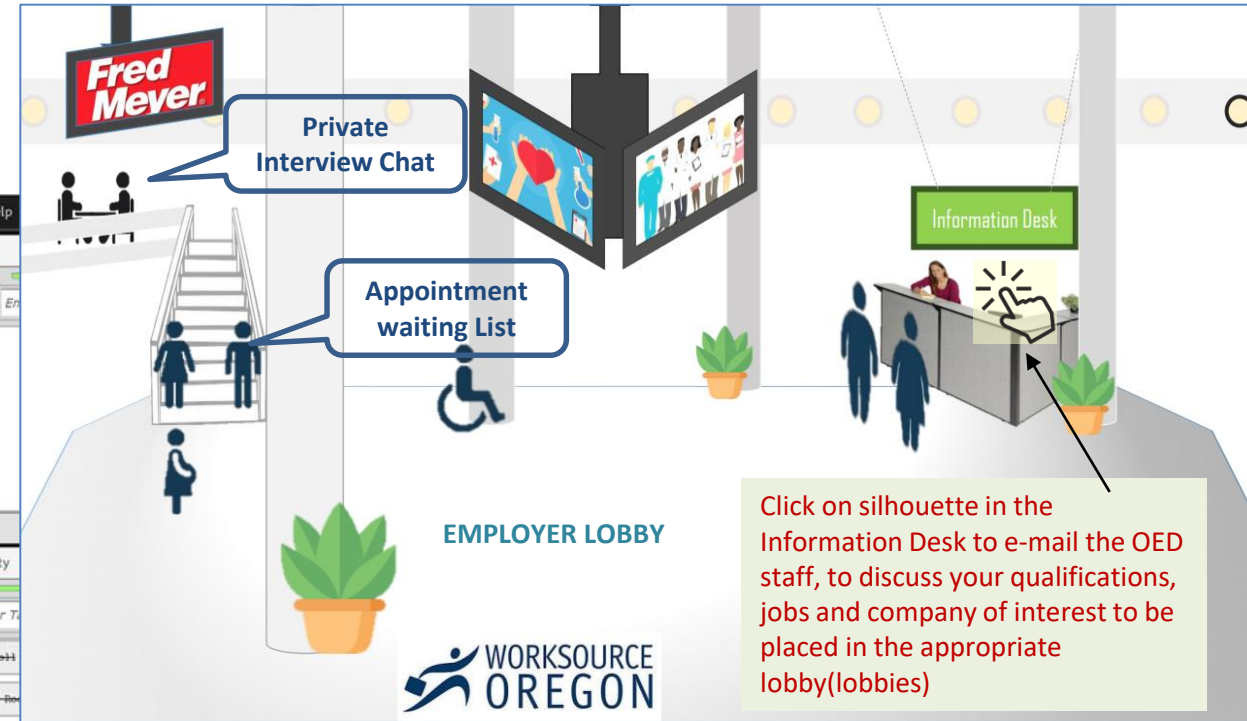 Fred
Meyer
Private
Interview Chat
Information Desk
Appointment
waiting List
EMPLOYER LOBBY
Click on silhouette in the
Information Desk to e-mail the OED
staff, to discuss your qualifications,
jobs and company of interest to be
placed in the appropriate
lobby(lobbies)
WORKSOURCE
OREGON